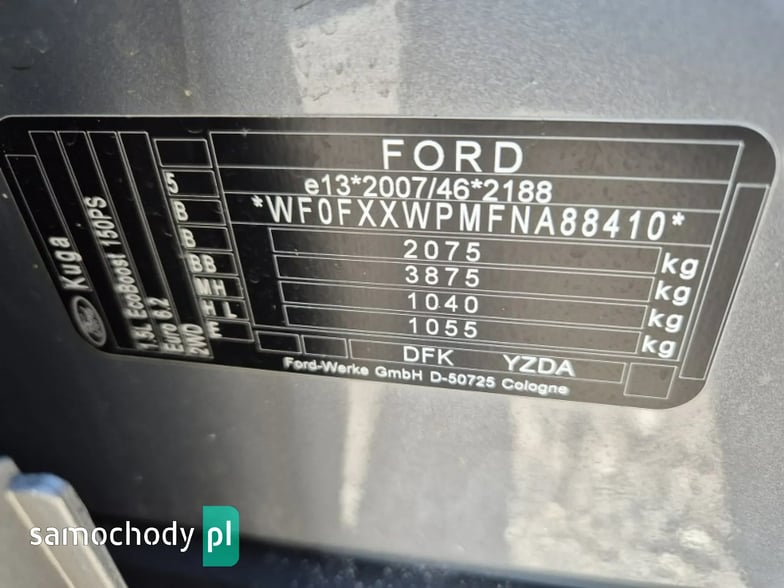 FORD
e13*2007/46*2188
*WF0FXXWPMFNA88410*
2075 kg
3875 kg
1040 kg
1055 kg
DFK YZDA
Ford-Werke GmbH D-50725 Cologne
5
B
B
BB
MH
HL
E
Ford
Kuga
1.5L EcoBoost 150PS
Euro 6.2
2WD
samochody pl